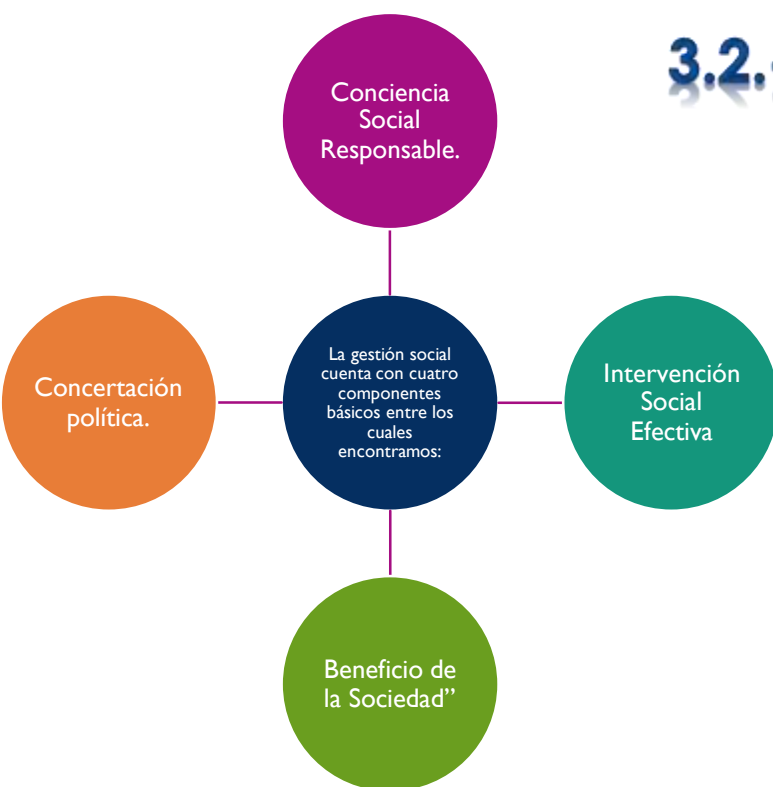 3.2.
Conciencia
Social
Responsable.
Concertación
política.
La gestión social
cuenta con cuatro
componentes
básicos entre los
cuales
encontramos:
Intervención
Social
Efectiva
Beneficio de
la Sociedad”